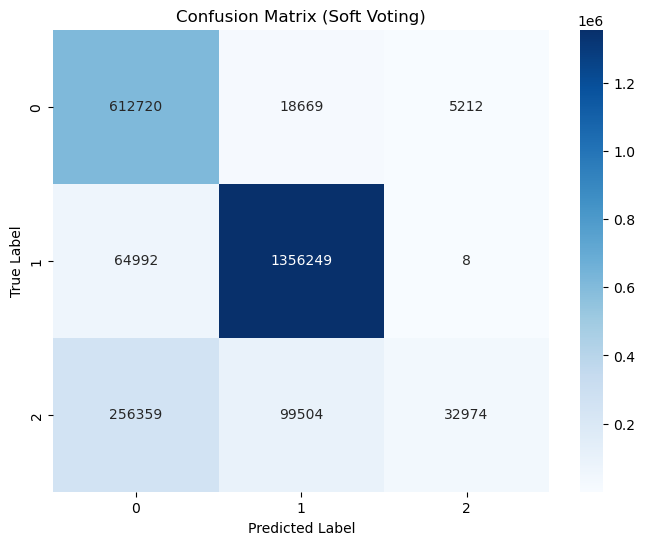 Confusion Matrix (Soft Voting)
1e6
612720 18669 5212
64992 1356249 8
256359 99504 32974
0
1
2
True Label
0 1 2
Predicted Label
1.2
1.0
0.8
0.6
0.4
0.2